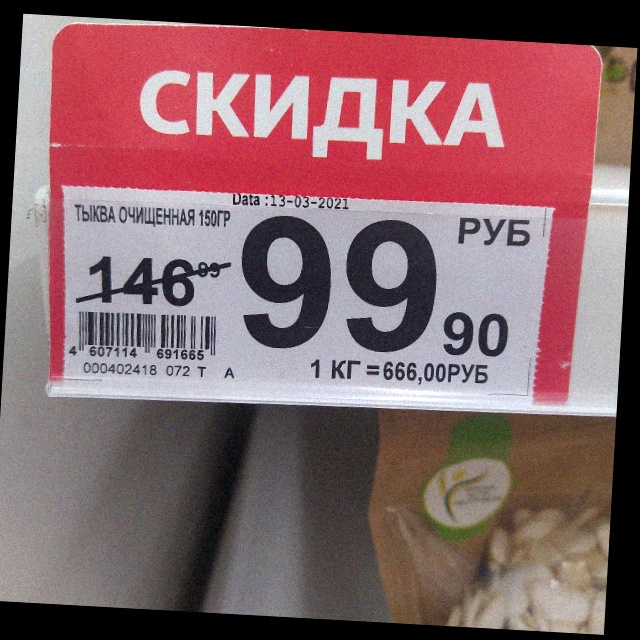 СКИДКА
Data :13-03-2021
ТЫКВА ОЧИЩЕННАЯ 150ГР
РУБ
146 89
99 90
4 607114 691665
000402418 072 Т А
1 КГ =666,00РУБ